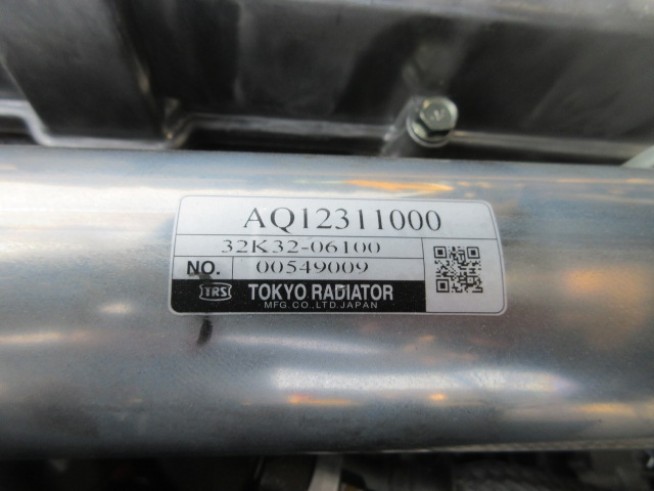 AQ12311000
32K32-06100
NO. 00549009
TRS TOKYO RADIATOR
MFG.CO.,LTD.JAPAN